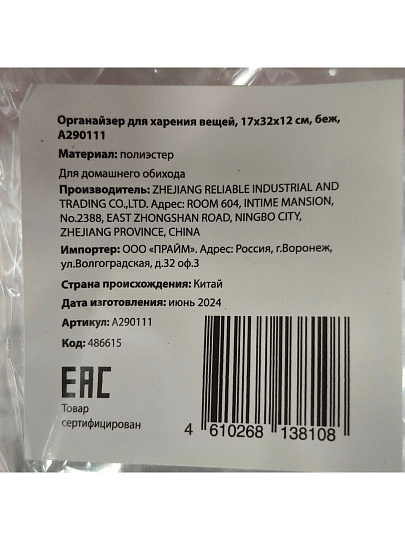 Органайзер для харения вещей, 17х32х12 см, беж,
А290111
Материал: полиэстер
Для домашнего обихода
Производитель: ZHEJIANG RELIABLE INDUSTRIAL AND
TRADING CO.,LTD. Адрес: ROOM 604, INTIME MANSION,
No.2388, EAST ZHONGSHAN ROAD, NINGBO CITY,
ZHEJIANG PROVINCE, CHINA
Импортер: ООО «ПРАЙМ». Адрес: Россия, г.Воронеж,
ул.Волгоградская, д.32 оф.3
Страна происхождения: Китай
Дата изготовления: июнь 2024
Артикул: А290111
Код: 486615
EAC
Товар
сертифицирован
4 610268 138108